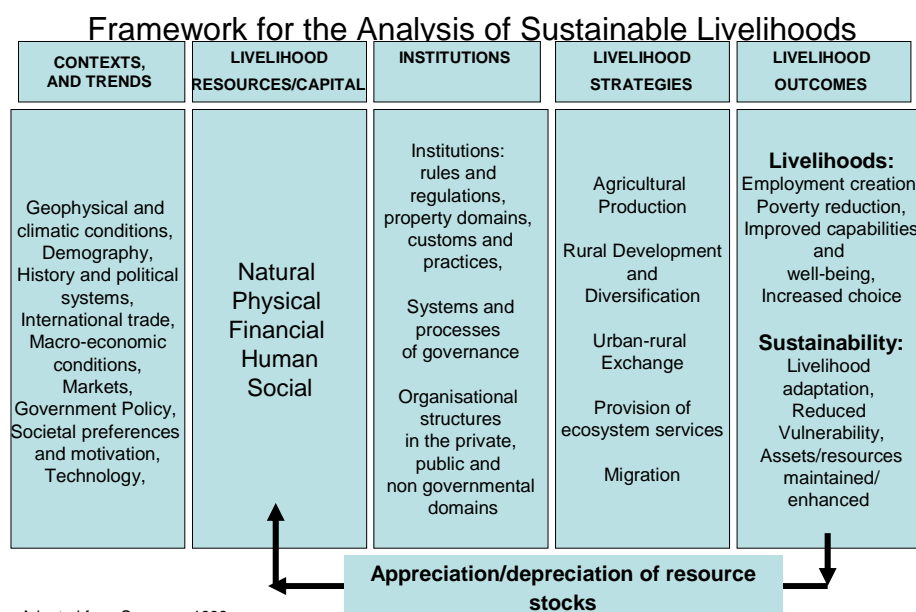 Framework for the Analysis of Sustainable Livelihoods
CONTEXTS,
AND TRENDS
LIVELIHOOD
RESOURCES/CAPITAL
INSTITUTIONS
LIVELIHOOD
STRATEGIES
LIVELIHOOD
OUTCOMES
Geophysical and
climatic conditions,
Demography,
History and political
systems,
International trade,
Macro-economic
conditions,
Markets,
Government Policy,
Societal preferences
and motivation,
Technology,
Natural
Physical
Financial
Human
Social
Institutions:
rules and
regulations,
property domains,
customs and
practices,
Systems and
processes
of governance
Organisational
structures
in the private,
public and
non governmental
domains
Agricultural
Production
Rural Development
and
Diversification
Urban-rural
Exchange
Provision of
ecosystem services
Migration
Livelihoods:
Employment creation
Poverty reduction,
Improved capabilities
and
well-being,
Increased choice
Sustainability:
Livelihood
adaptation,
Reduced
Vulnerability,
Assets/resources
maintained/
enhanced
Appreciation/depreciation of resource
stocks